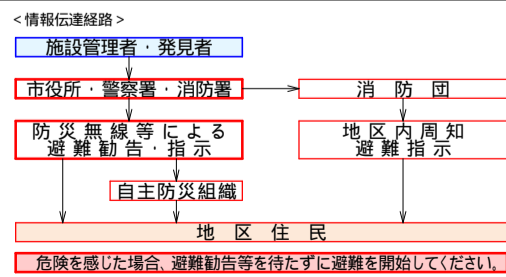 <情報伝達経路>
施設管理者・発見者
市役所・警察署・消防署
消防団
防災無線等による
避難勧告・指示
地区内周知
避難指示
自主防災組織
地区住民
危険を感じた場合、避難勧告等を待たずに避難を開始してください。